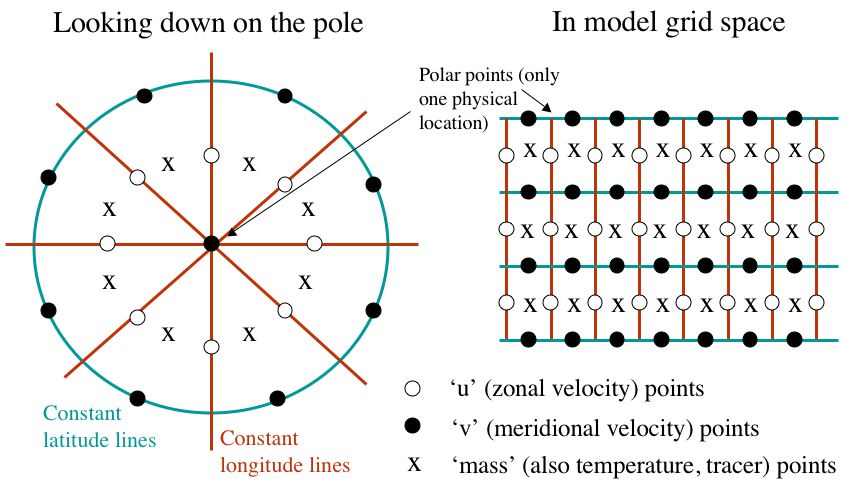 Looking down on the pole
In model grid space
Polar points (only
one physical
location)
x x
x x
x x
x x
x x x x x x x
x x x x x x x
x x x x x x x
Constant
latitude lines
Constant
longitude lines
‘u’ (zonal velocity) points
‘v’ (meridional velocity) points
x ‘mass’ (also temperature, tracer) points